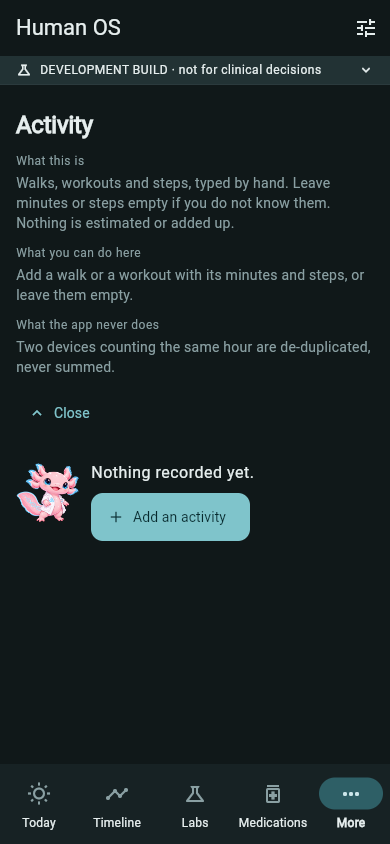 Human OS
DEVELOPMENT BUILD · not for clinical decisions
Activity
What this is
Walks, workouts and steps, typed by hand. Leave
minutes or steps empty if you do not know them.
Nothing is estimated or added up.
What you can do here
Add a walk or a workout with its minutes and steps, or
leave them empty.
What the app never does
Two devices counting the same hour are de-duplicated,
never summed.
Close
Nothing recorded yet.
Add an activity
Today
Timeline
Labs
Medications
More